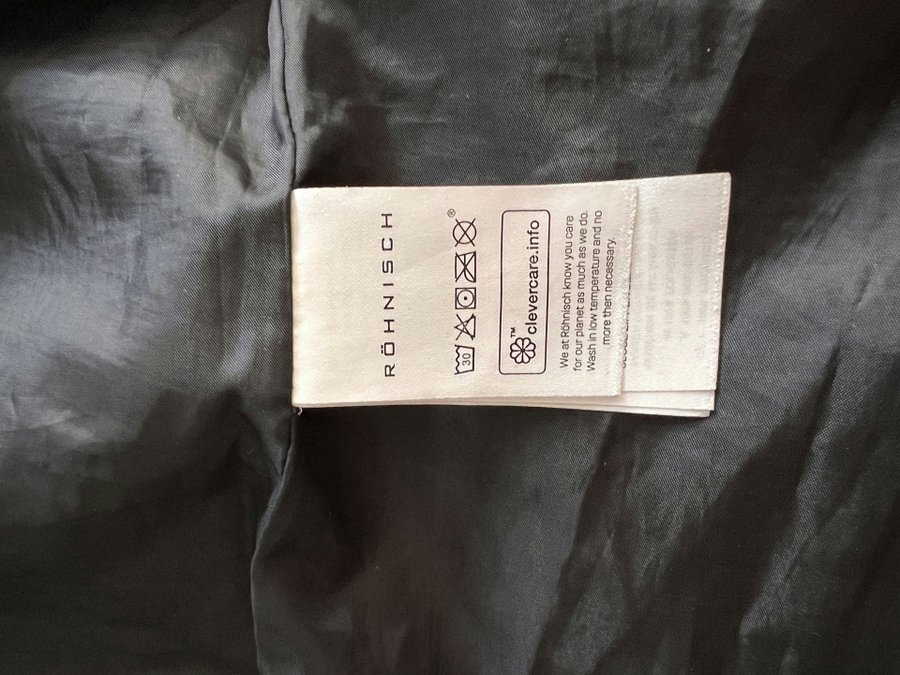 RÖHNISCH
30
®
™ clevercare.info
We at Röhnisch know you care
for our planet as much as we do.
Wash in low temperature and no
more then necessary.